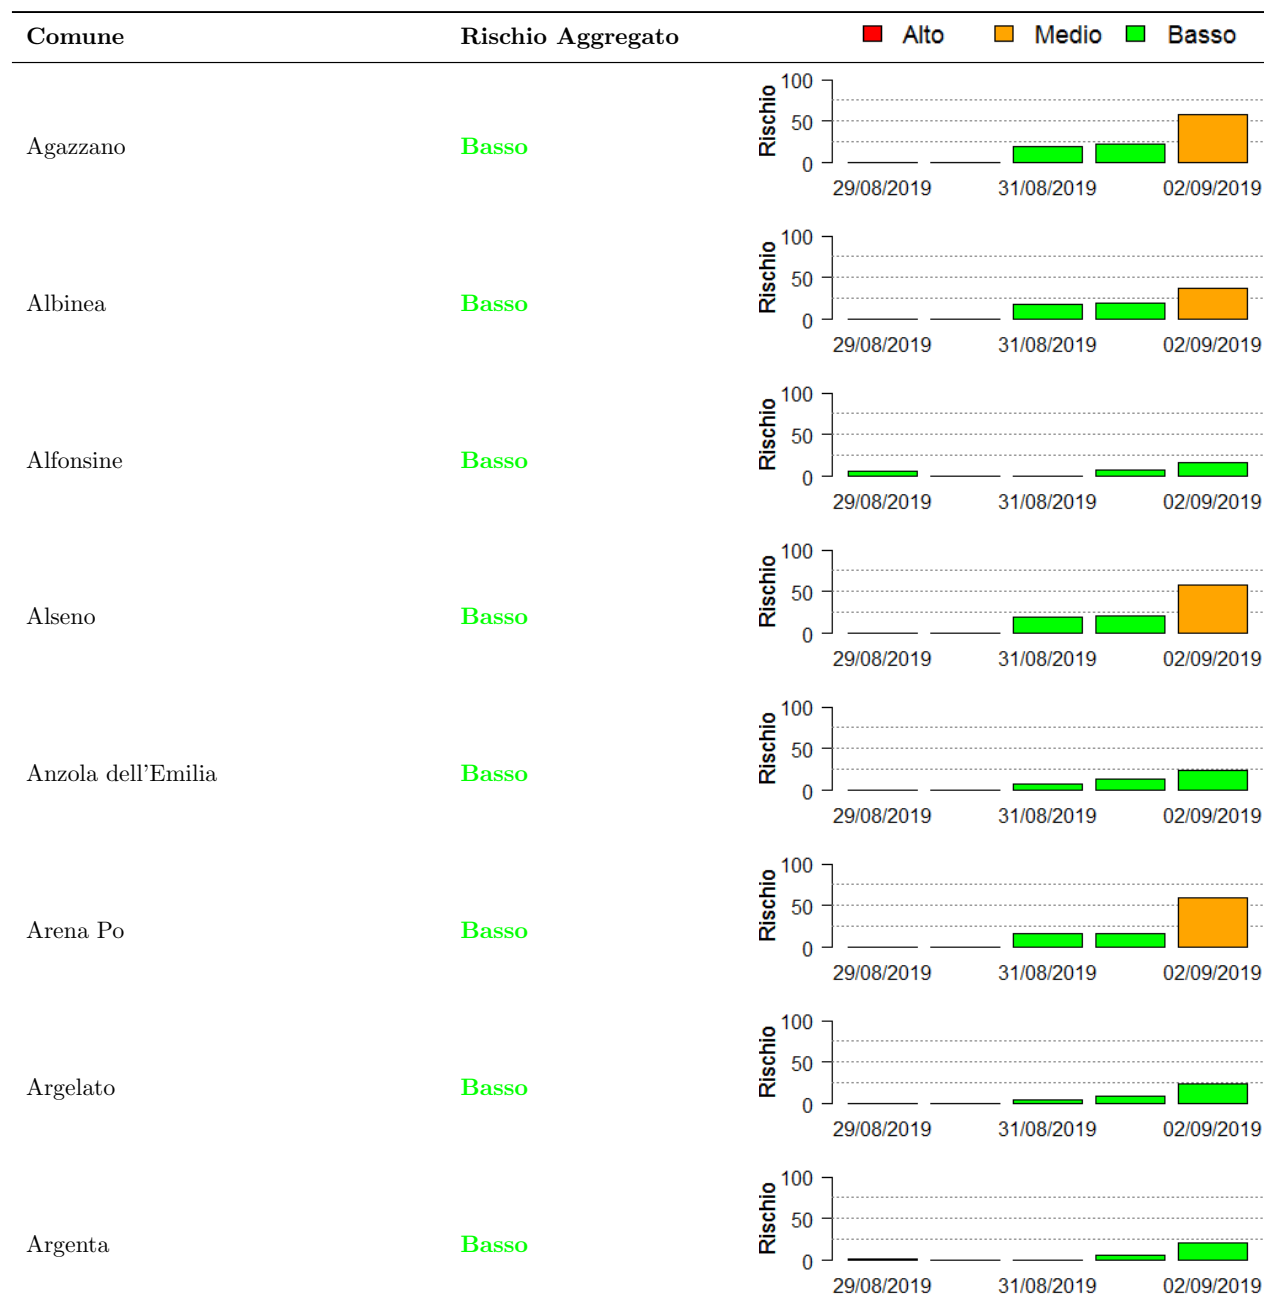 Comune Rischio Aggregato Alto Medio Basso
Rischio
100
50
0
Agazzano Basso
29/08/2019 31/08/2019 02/09/2019
Rischio
100
50
0
Albinea Basso
29/08/2019 31/08/2019 02/09/2019
Rischio
100
50
0
Alfonsine Basso
29/08/2019 31/08/2019 02/09/2019
Rischio
100
50
0
Alseno Basso
29/08/2019 31/08/2019 02/09/2019
Rischio
100
50
0
Anzola dell'Emilia Basso
29/08/2019 31/08/2019 02/09/2019
Rischio
100
50
0
Arena Po Basso
29/08/2019 31/08/2019 02/09/2019
Rischio
100
50
0
Argelato Basso
29/08/2019 31/08/2019 02/09/2019
Rischio
100
50
0
Argenta Basso
29/08/2019 31/08/2019 02/09/2019